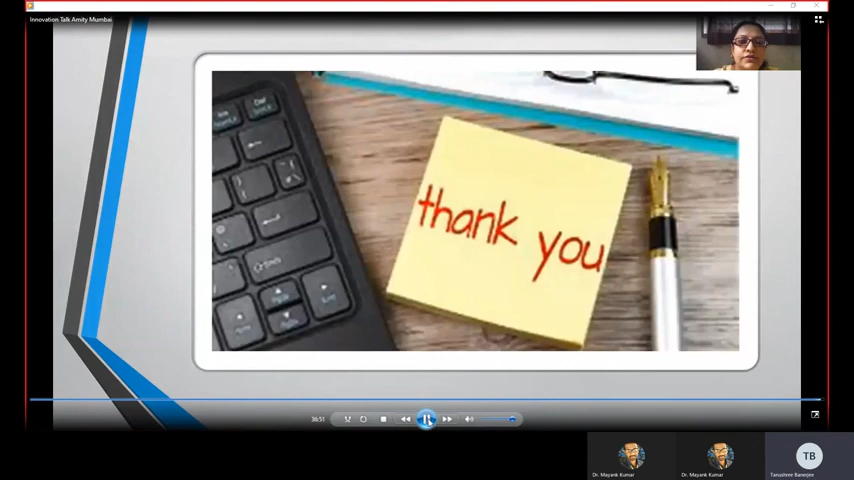 Innovation Talk Amity Mumbai
thank you
36:51
TB
Dr. Mayank Kumar
Dr. Mayank Kumar
Tanushree Banerjee